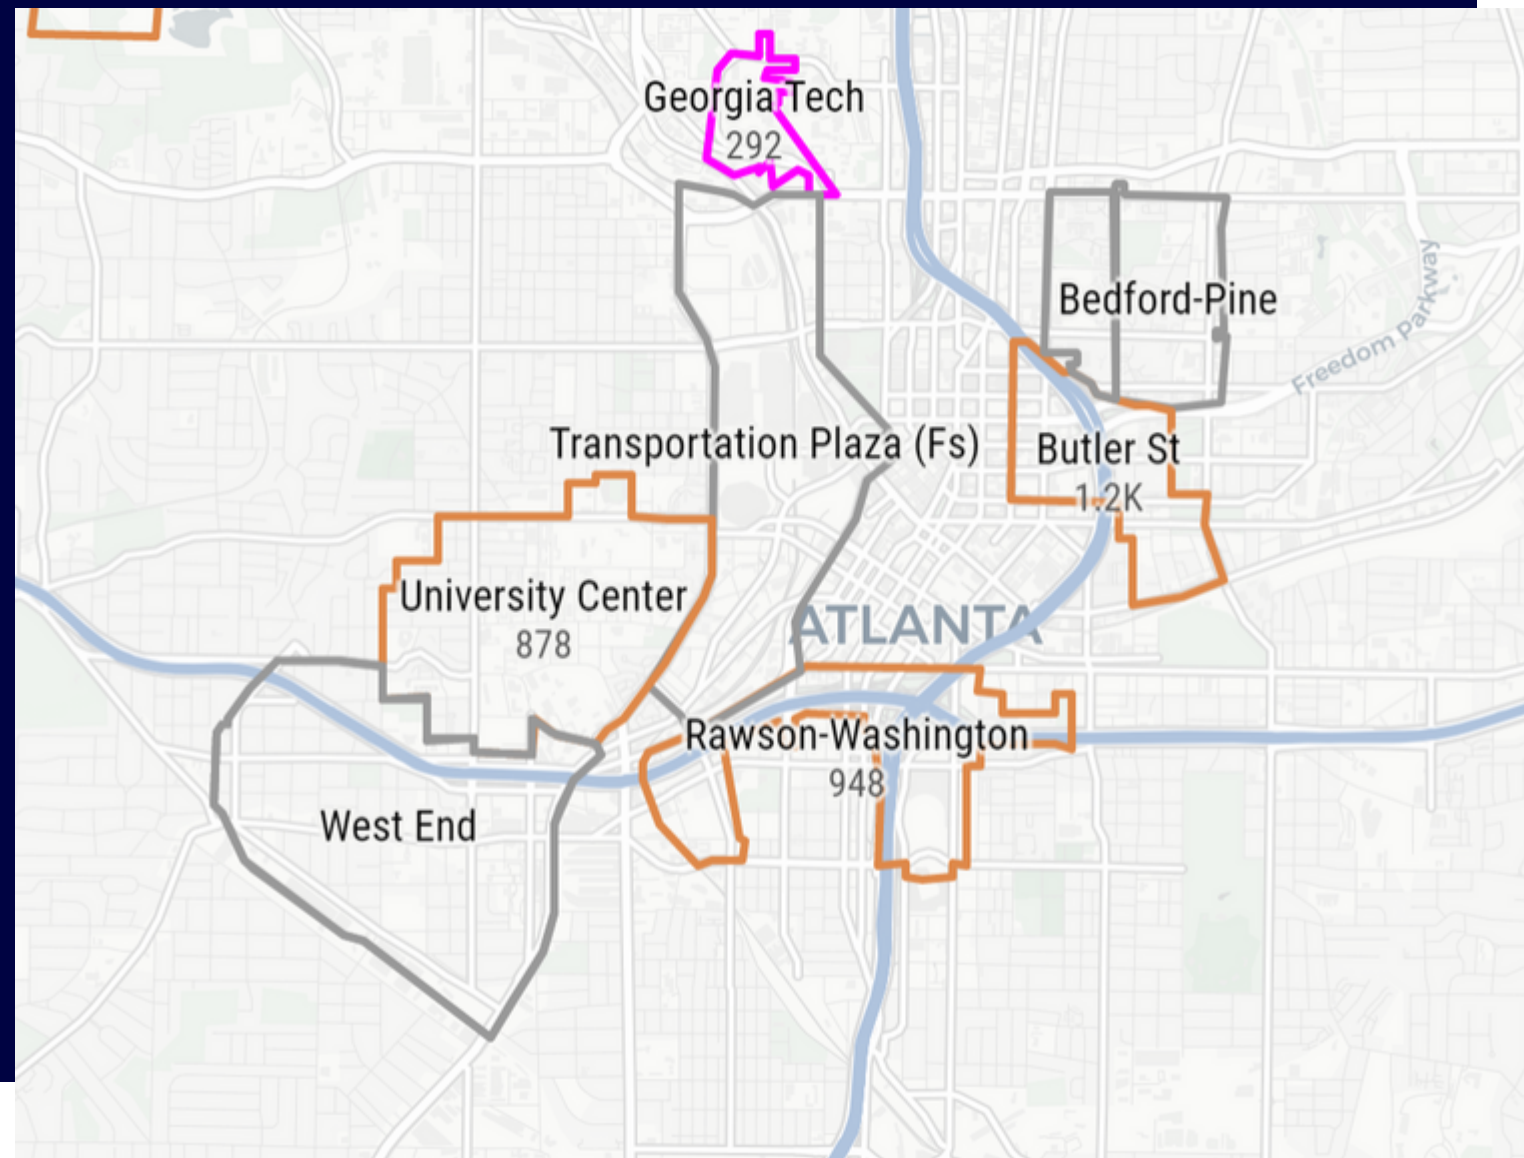 Georgia Tech
292
Bedford-Pine
Freedom Parkway
Transportation Plaza (Fs)
Butler St
1.2K
University Center
878
ATLANTA
Rawson-Washington
948
West End